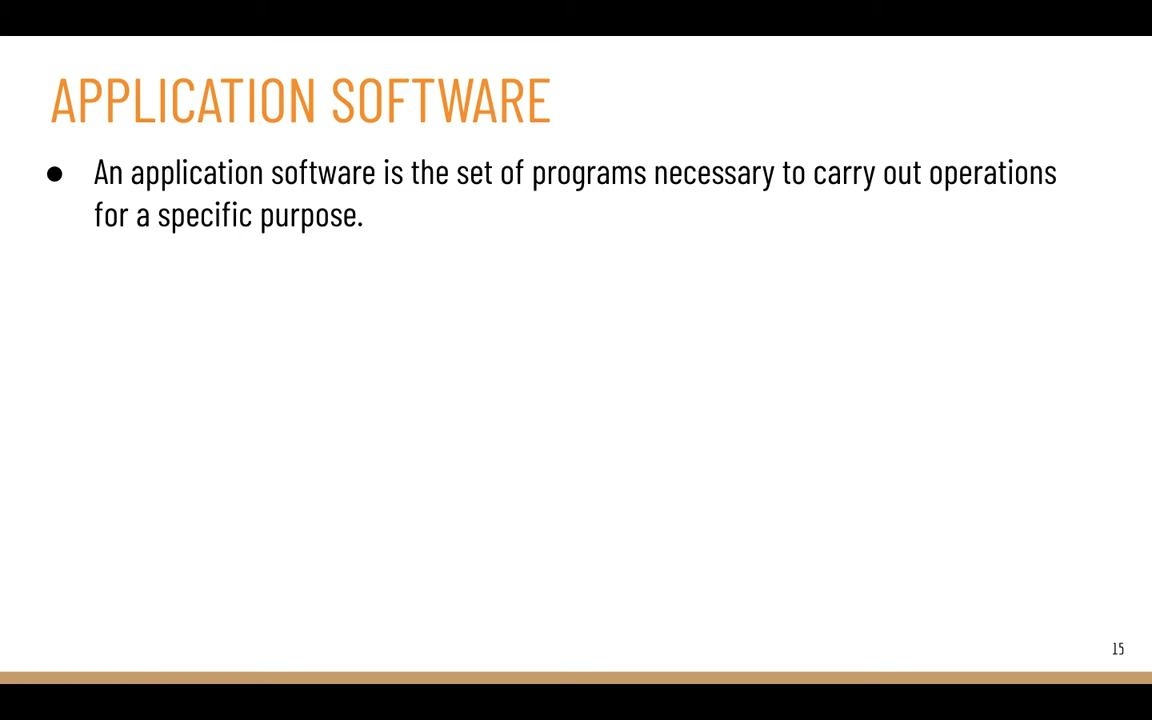 APPLICATION SOFTWARE
● An application software is the set of programs necessary to carry out operations
for a specific purpose.
15